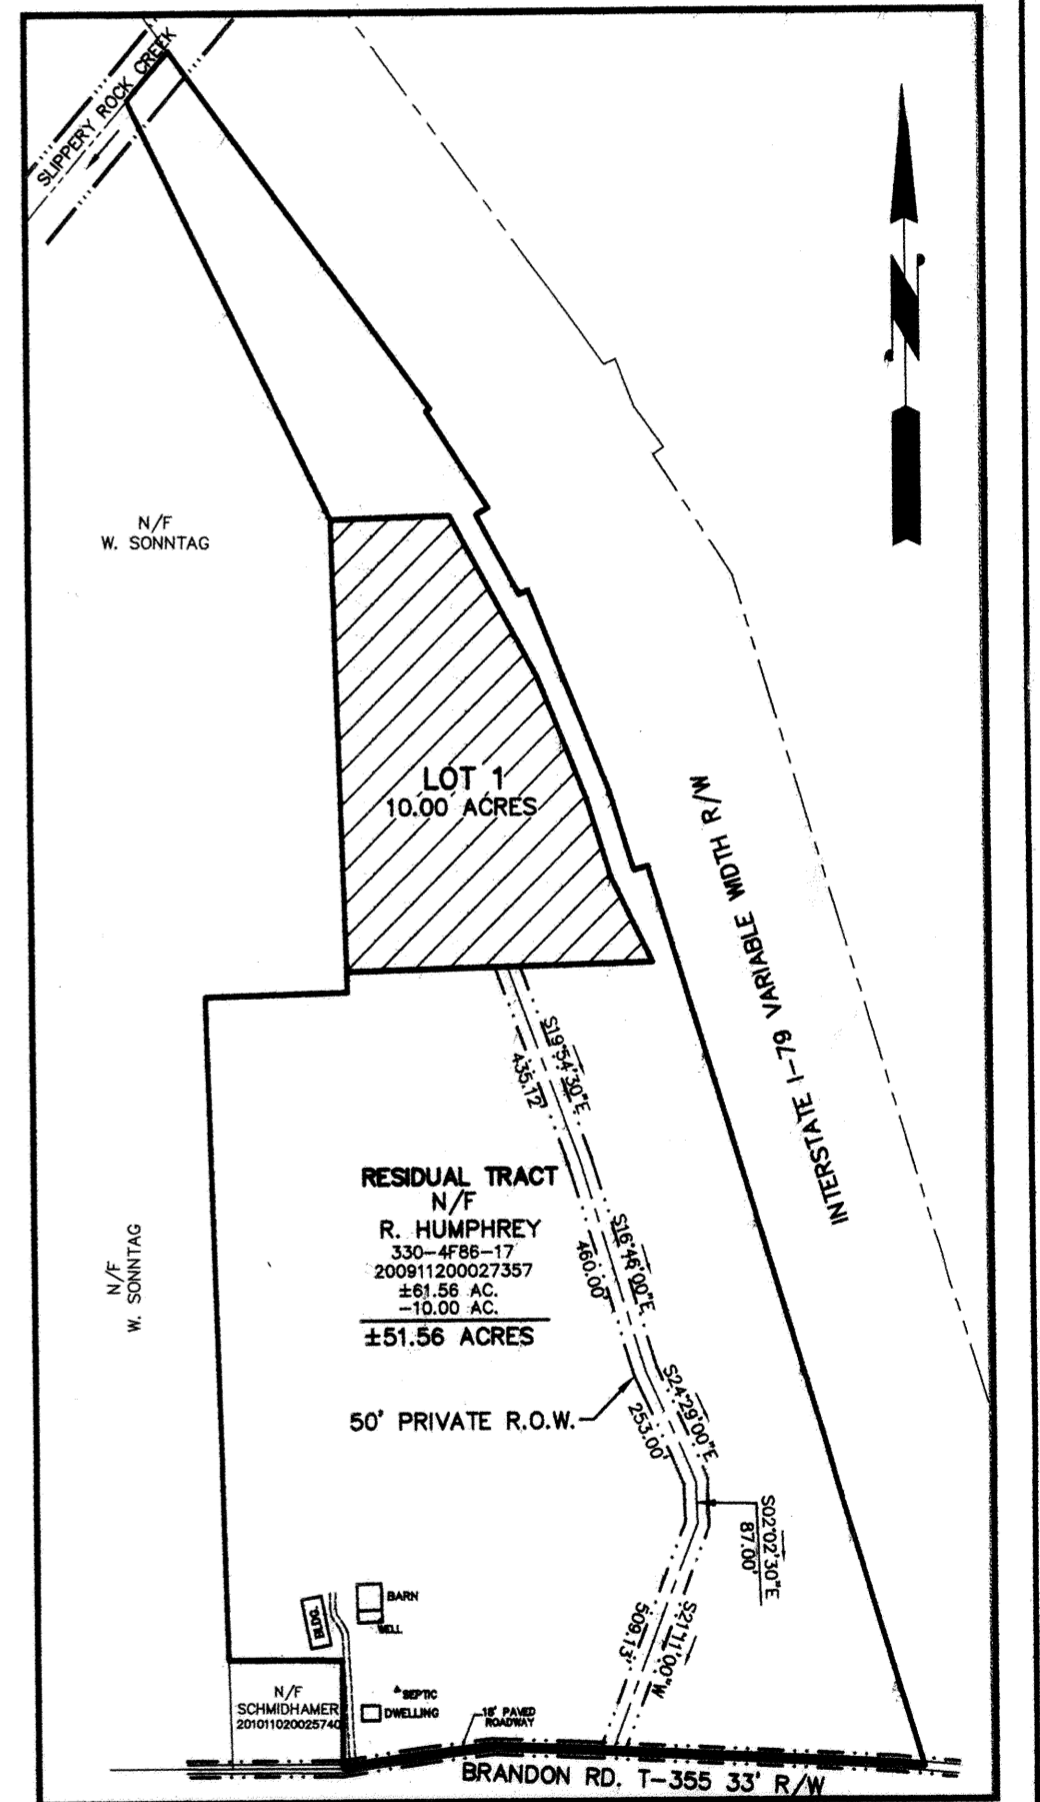 SLIPPERY ROCK CREEK
N
N/F
W. SONNTAG
LOT 1
10.00 ACRES
INTERSTATE I-79 VARIABLE WIDTH R/W
S19°54'30"E
435.12'
RESIDUAL TRACT
N/F
R. HUMPHREY
330-4F86-17
200911200027357
±61.56 AC.
-10.00 AC.
±51.56 ACRES
N/F
W. SONNTAG
S16°46'00"E
460.00'
50' PRIVATE R.O.W.
S24°29'00"E
253.00'
S02°02'30"E
87.00'
S21°11'00"W
509.13'
BARN
BLDG.
WELL
SEPTIC
DWELLING
N/F
SCHMIDHAMER
201011020025740
18' PAVED
ROADWAY
BRANDON RD. T-355 33' R/W